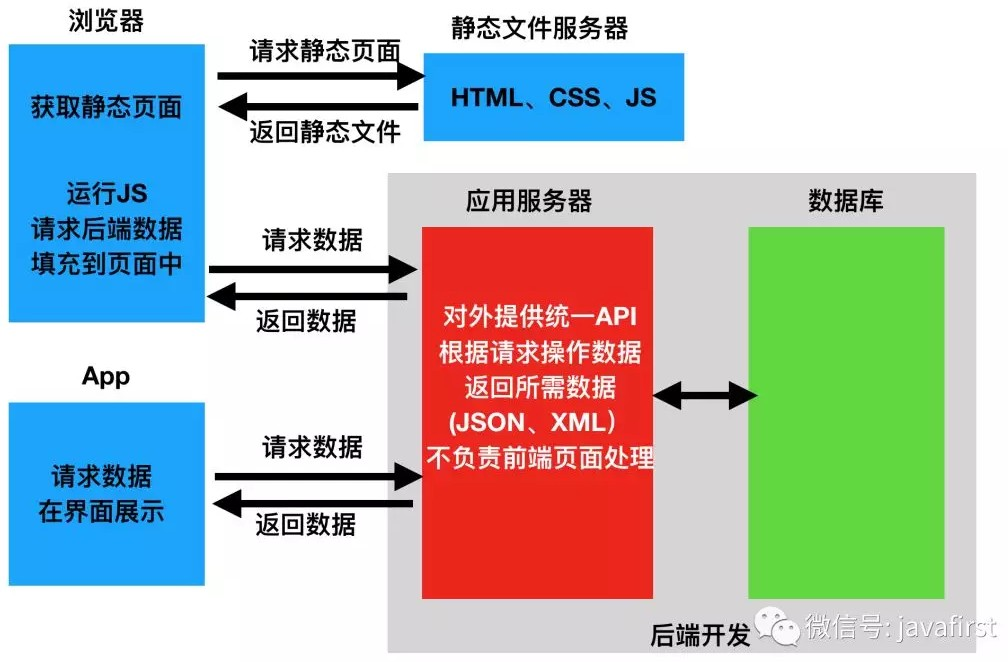 浏览器
静态文件服务器
请求静态页面
HTML、CSS、JS
获取静态页面
返回静态文件
运行JS
请求后端数据
填充到页面中
应用服务器
数据库
请求数据
返回数据
对外提供统一API
根据请求操作数据
返回所需数据
(JSON、XML）
不负责前端页面处理
App
请求数据
在界面展示
请求数据
返回数据
后端开发
微信号: javafirst